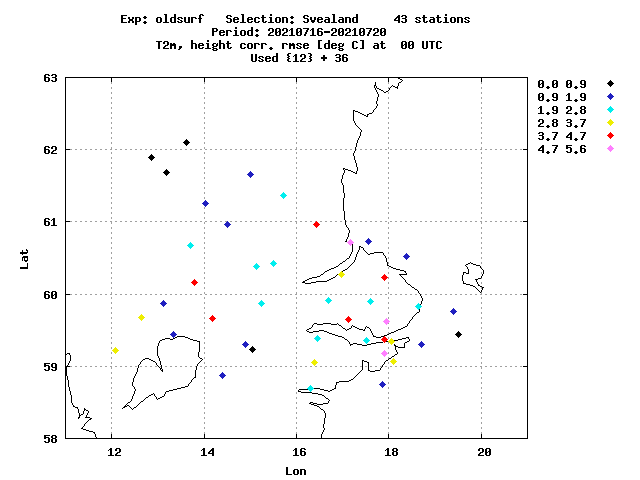 Exp: oldsurf   Selection: Svealand     43 stations
Period: 20210716-20210720
T2m, height corr. rmse [deg C] at  00 UTC
Used {12} + 36
0.0 0.9
0.9 1.9
1.9 2.8
2.8 3.7
3.7 4.7
4.7 5.6
63
62
61
60
59
58
Lat
12 14 16 18 20
Lon